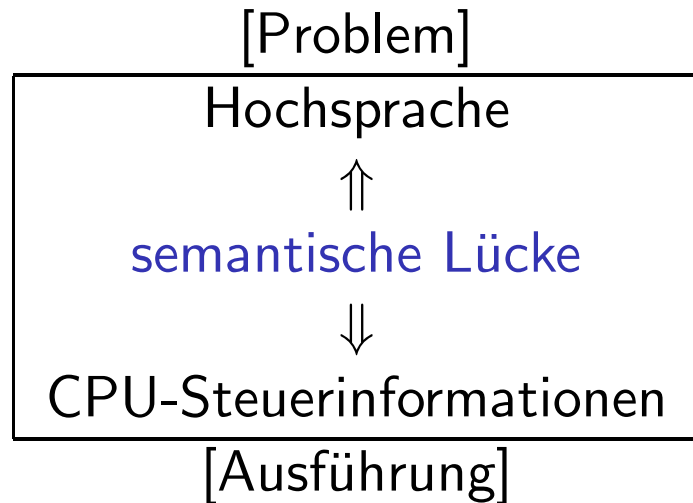 [Problem]
Hochsprache
⇑
semantische Lücke
⇓
CPU-Steuerinformationen
[Ausführung]